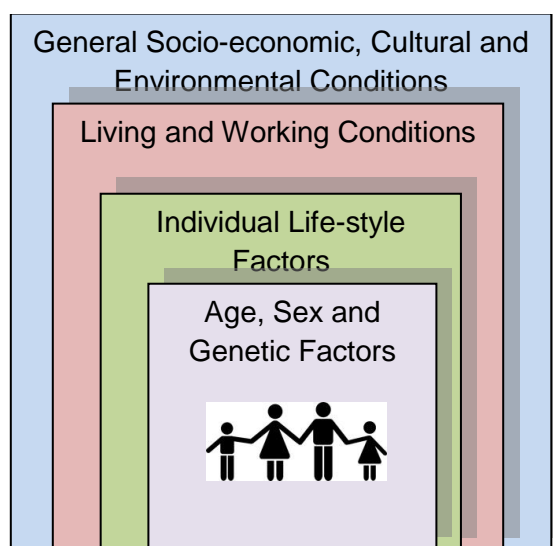 General Socio-economic, Cultural and
Environmental Conditions
Living and Working Conditions
Individual Life-style
Factors
Age, Sex and
Genetic Factors